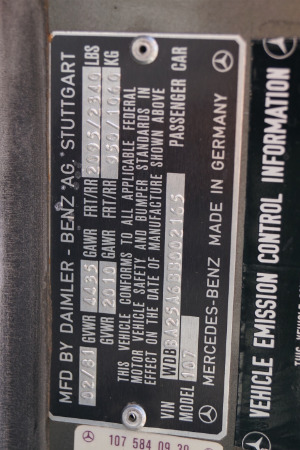 MFD BY DAIMLER-BENZ AG. STUTTGART
02/81 GVWR 4435 GAWR FRT/RR 2095/2340 LBS
GVWR 2010 GAWR FRT/RR 950/1060 KG
THIS VEHICLE CONFORMS TO ALL APPLICABLE FEDERAL
MOTOR VEHICLE SAFETY AND BUMPER STANDARDS IN
EFFECT ON THE DATE OF MANUFACTURE SHOWN ABOVE
VIN PASSENGER CAR
MODEL 107
MERCEDES-BENZ MADE IN GERMANY
VEHICLE EMISSION CONTROL INFORMATION
107 584 09